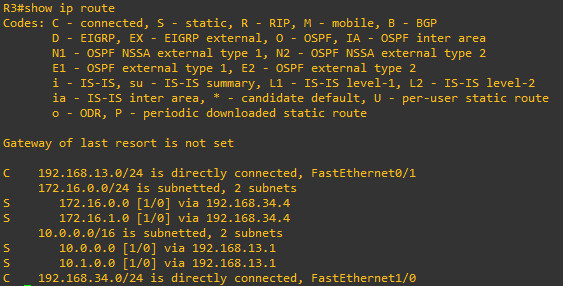 R3#show ip route
Codes: C - connected, S - static, R - RIP, M - mobile, B - BGP
       D - EIGRP, EX - EIGRP external, O - OSPF, IA - OSPF inter area
       N1 - OSPF NSSA external type 1, N2 - OSPF NSSA external type 2
       E1 - OSPF external type 1, E2 - OSPF external type 2
       i - IS-IS, su - IS-IS summary, L1 - IS-IS level-1, L2 - IS-IS level-2
       ia - IS-IS inter area, * - candidate default, U - per-user static route
       o - ODR, P - periodic downloaded static route
Gateway of last resort is not set
C    192.168.13.0/24 is directly connected, FastEthernet0/1
     172.16.0.0/24 is subnetted, 2 subnets
S       172.16.0.0 [1/0] via 192.168.34.4
S       172.16.1.0 [1/0] via 192.168.34.4
     10.0.0.0/16 is subnetted, 2 subnets
S       10.0.0.0 [1/0] via 192.168.13.1
S       10.1.0.0 [1/0] via 192.168.13.1
C    192.168.34.0/24 is directly connected, FastEthernet1/0